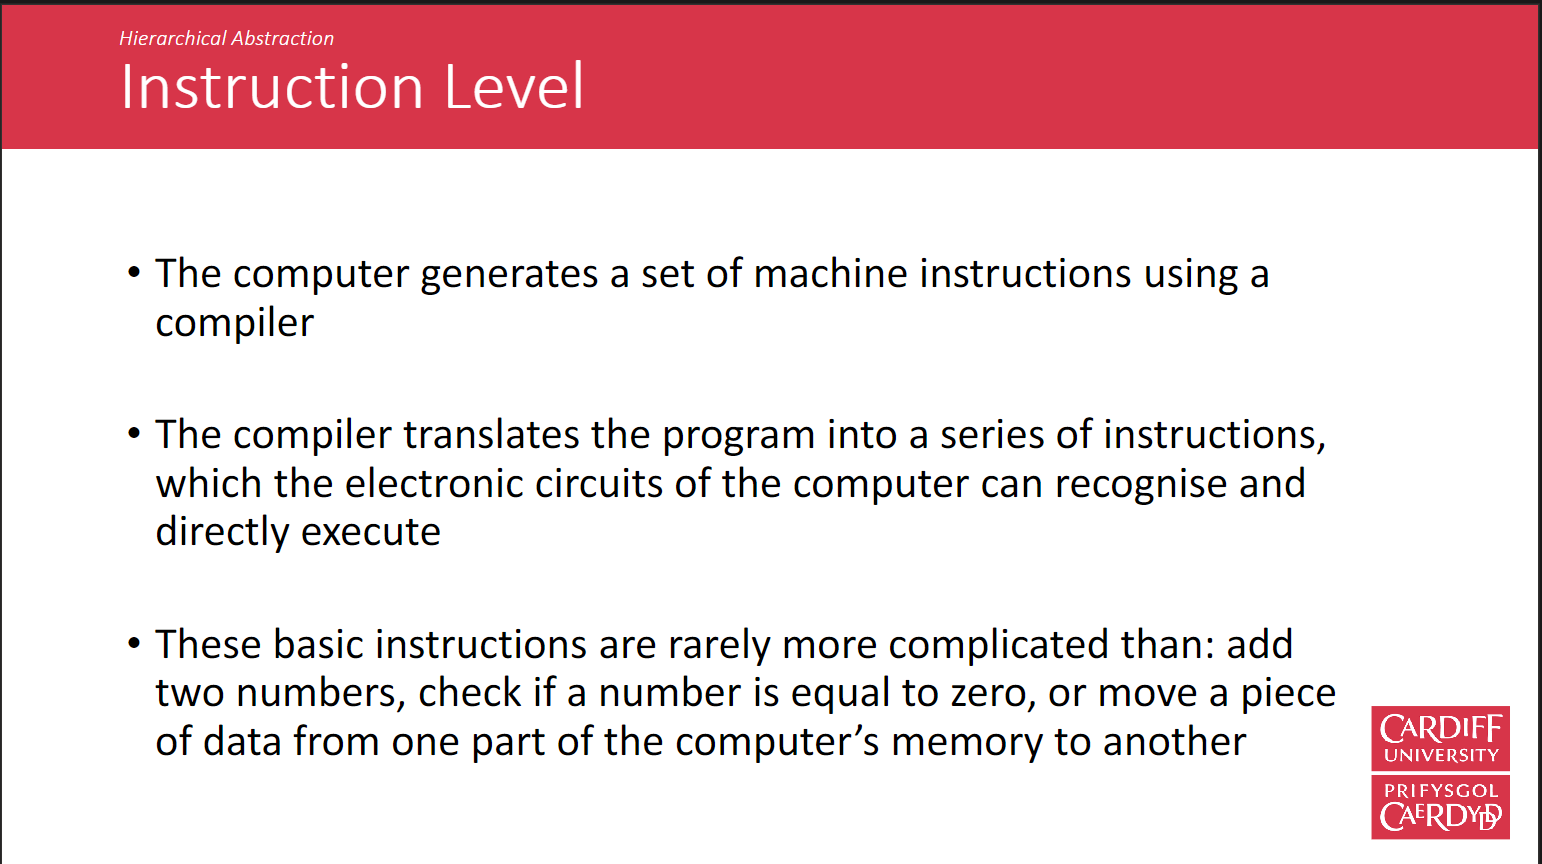 Hierarchical Abstraction
Instruction Level
• The computer generates a set of machine instructions using a
compiler
• The compiler translates the program into a series of instructions,
which the electronic circuits of the computer can recognise and
directly execute
• These basic instructions are rarely more complicated than: add
two numbers, check if a number is equal to zero, or move a piece
of data from one part of the computer’s memory to another
CARDIFF
UNIVERSITY
PRIFYSGOL
CAERDYDD